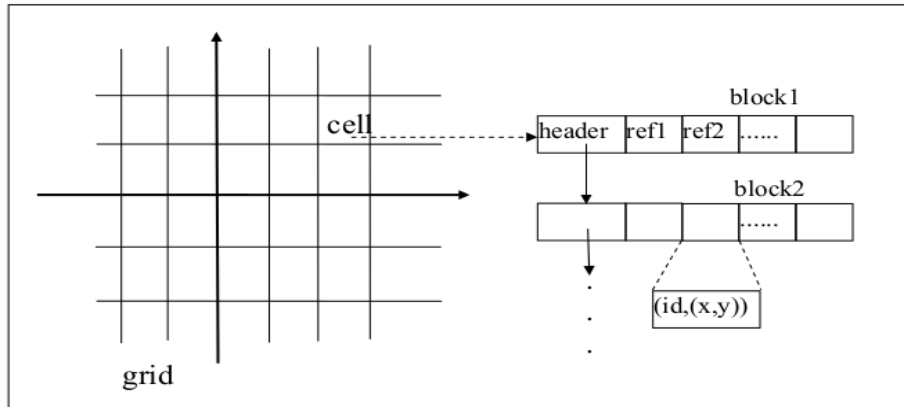 block1
cell
header ref1 ref2 ......
block2
......
(id,(x,y))
grid